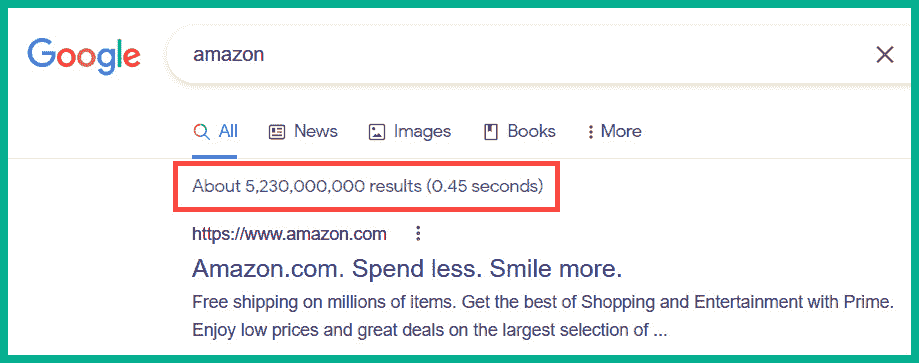 Google amazon
All News Images Books More
About 5,230,000,000 results (0.45 seconds)
https://www.amazon.com
Amazon.com. Spend less. Smile more.
Free shipping on millions of items. Get the best of Shopping and Entertainment with Prime.
Enjoy low prices and great deals on the largest selection of ...